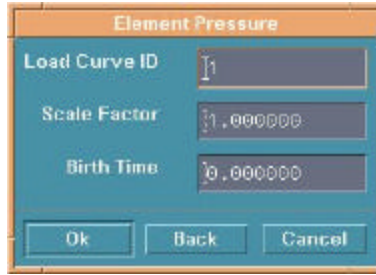 Element Pressure
Load Curve ID 1
Scale Factor 1.000000
Birth Time 0.000000
Ok Back Cancel